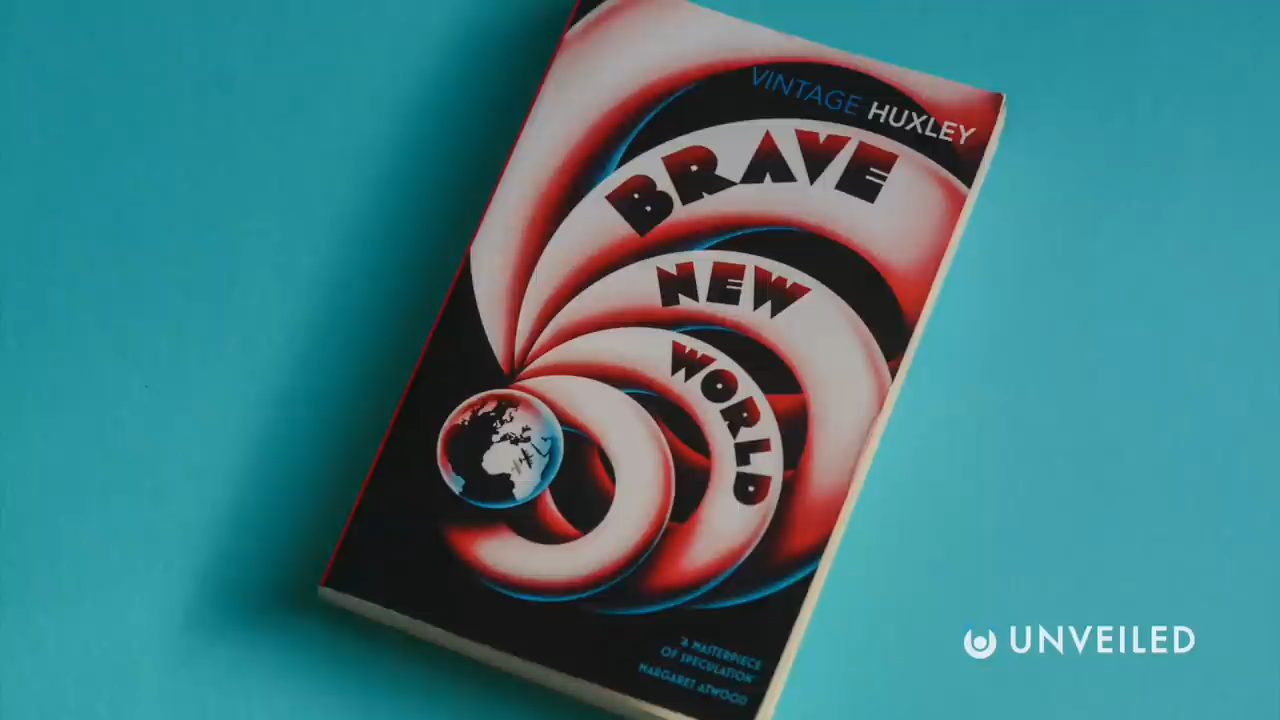 VINTAGE HUXLEY
BRAVE
NEW
WORLD
'A MASTERPIECE
OF SPECULATION'
MARGARET ATWOOD
UNVEILED